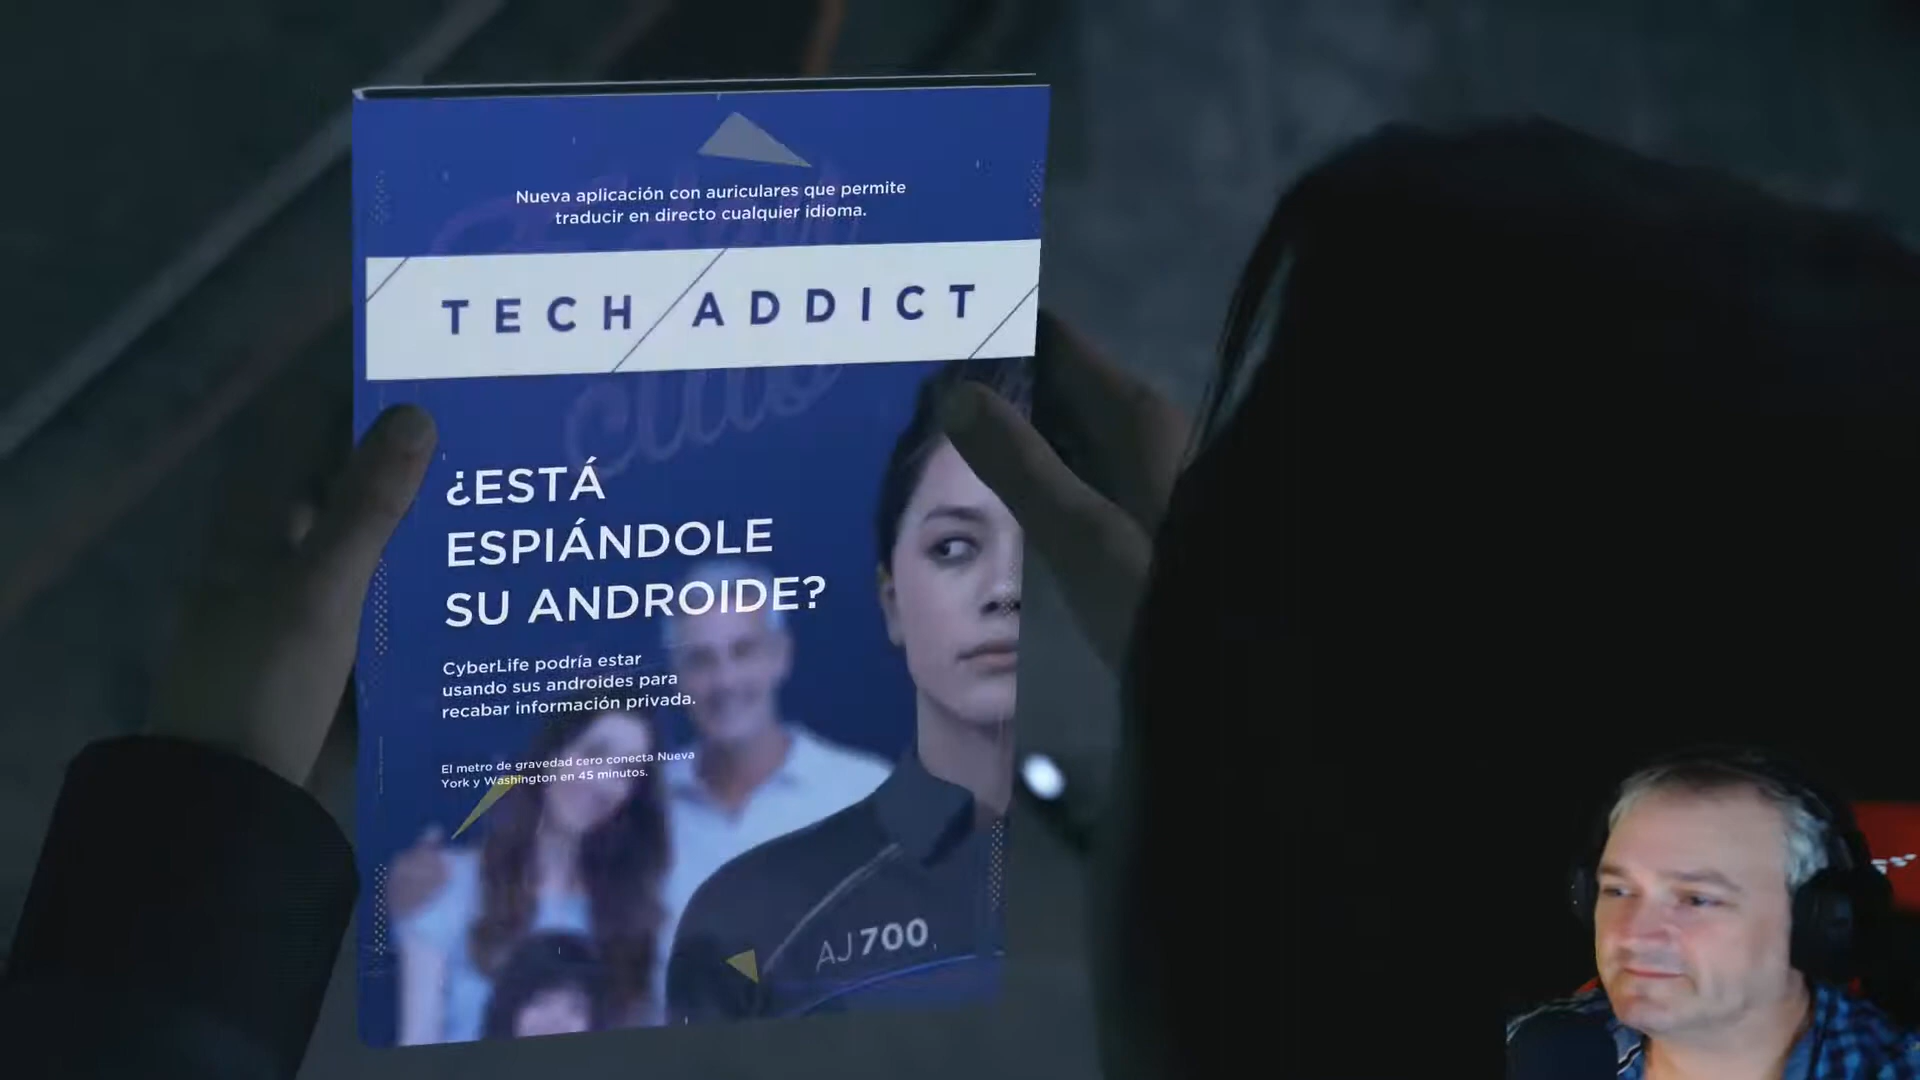 Nueva aplicación con auriculares que permite
traducir en directo cualquier idioma.
TECH ADDICT
¿ESTÁ
ESPIÁNDOLE
SU ANDROIDE?
CyberLife podría estar
usando sus androides para
recabar información privada.
El metro de gravedad cero conecta Nueva
York y Washington en 45 minutos.
AJ700